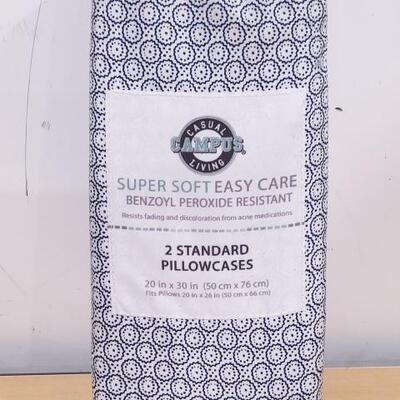 CASUAL
CAMPUS
LIVING
SUPER SOFT EASY CARE
BENZOYL PEROXIDE RESISTANT
Resists fading and discoloration from acne medications
2 STANDARD
PILLOWCASES
20 in x 30 in (50 cm x 76 cm)
Fits Pillows 20 in x 26 in (50 cm x 66 cm)